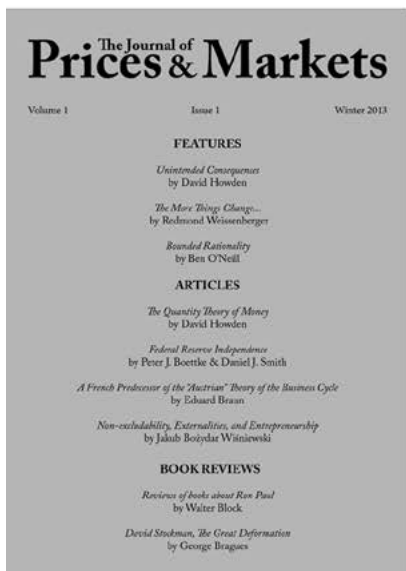 The Journal of
Prices & Markets
Volume 1 Issue 1 Winter 2013
FEATURES
Unintended Consequences
by David Howden
The More Things Change...
by Redmond Weissenberger
Bounded Rationality
by Ben O'Neill
ARTICLES
The Quantity Theory of Money
by David Howden
Federal Reserve Independence
by Peter J. Boettke & Daniel J. Smith
A French Predecessor of the "Austrian" Theory of the Business Cycle
by Eduard Braun
Non-excludability, Externalities, and Entrepreneurship
by Jakub Bożydar Wiśniewski
BOOK REVIEWS
Reviews of books about Ron Paul
by Walter Block
David Stockman, The Great Deformation
by George Bragues